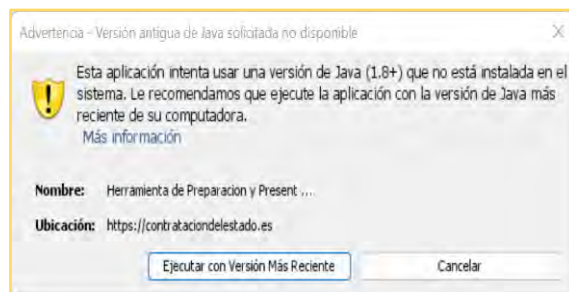 Advertencia - Versión antigua de Java solicitada no disponible
Esta aplicación intenta usar una versión de Java (1.8+) que no está instalada en el
sistema. Le recomendamos que ejecute la aplicación con la versión de Java más
reciente de su computadora.
Más información
Nombre: Herramienta de Preparacion y Present ....
Ubicación: https://contrataciondelestado.es
Ejecutar con Versión Más Reciente Cancelar